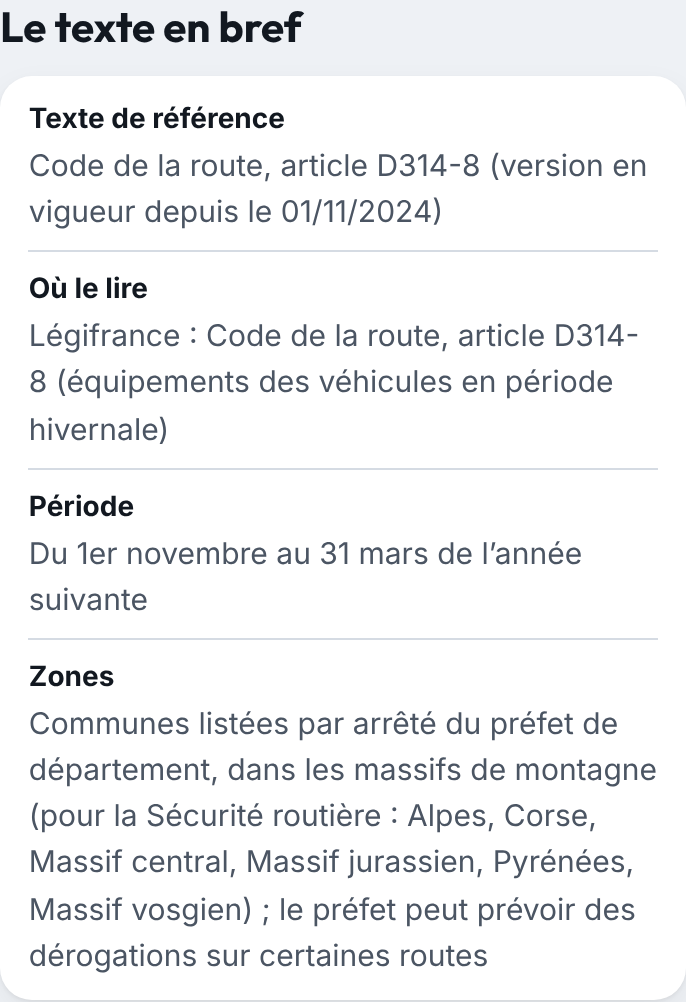 Le texte en bref
Texte de référence
Code de la route, article D314-8 (version en
vigueur depuis le 01/11/2024)
Où le lire
Légifrance : Code de la route, article D314-
8 (équipements des véhicules en période
hivernale)
Période
Du 1er novembre au 31 mars de l’année
suivante
Zones
Communes listées par arrêté du préfet de
département, dans les massifs de montagne
(pour la Sécurité routière : Alpes, Corse,
Massif central, Massif jurassien, Pyrénées,
Massif vosgien) ; le préfet peut prévoir des
dérogations sur certaines routes